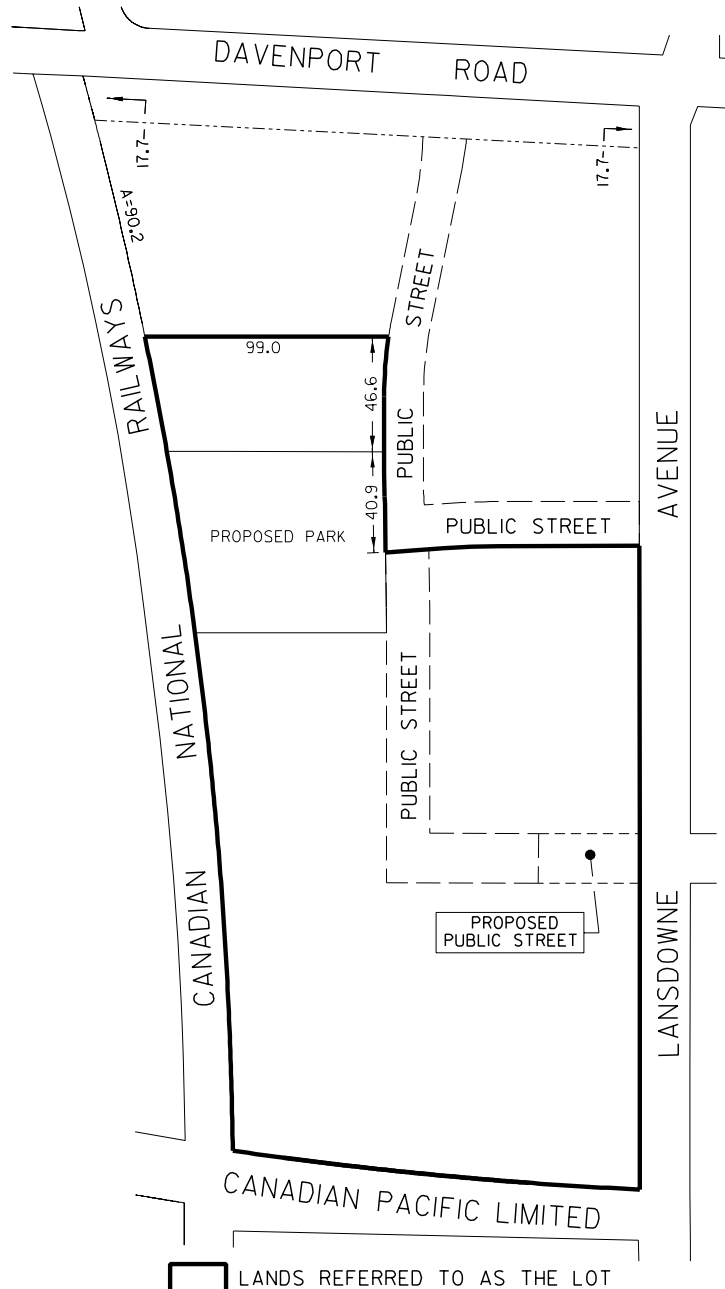 DAVENPORT ROAD
17.7
17.7
A=90.2
STREET
RAILWAYS
99.0
46.6
PUBLIC
AVENUE
40.9
PROPOSED PARK
PUBLIC STREET
NATIONAL
PUBLIC STREET
CANADIAN
PROPOSED
PUBLIC STREET
LANSDOWNE
CANADIAN PACIFIC LIMITED
LANDS REFERRED TO AS THE LOT